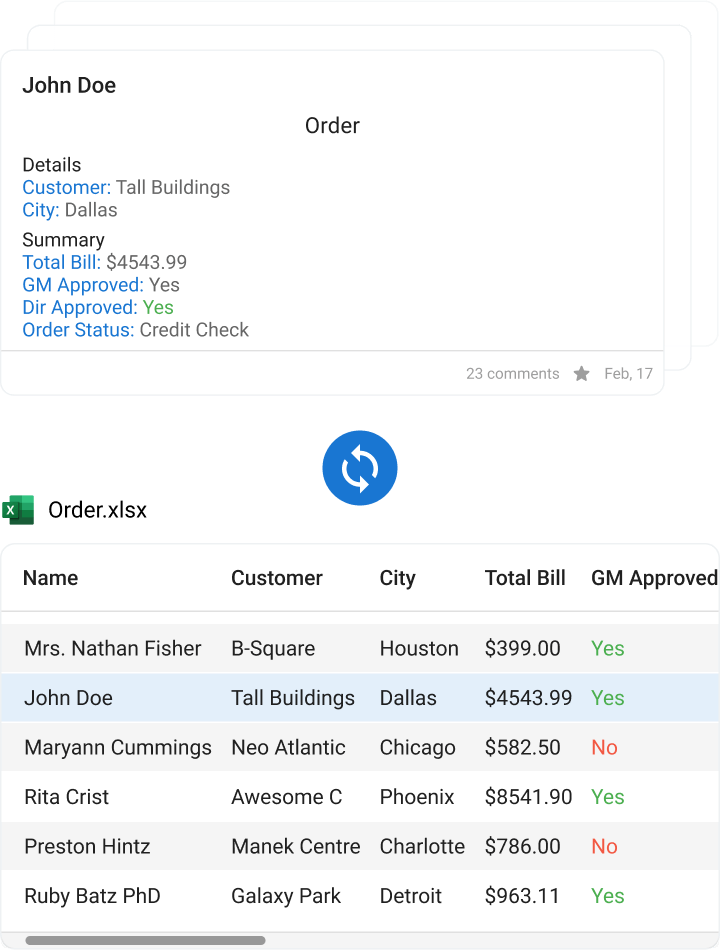 John Doe
Order
Details
Customer: Tall Buildings
City: Dallas
Summary
Total Bill: $4543.99
GM Approved: Yes
Dir Approved: Yes
Order Status: Credit Check
23 comments Feb, 17
X Order.xlsx
Name Customer City Total Bill GM Approved
Mrs. Nathan Fisher B-Square Houston $399.00 Yes
John Doe Tall Buildings Dallas $4543.99 Yes
Maryann Cummings Neo Atlantic Chicago $582.50 No
Rita Crist Awesome C Phoenix $8541.90 Yes
Preston Hintz Manek Centre Charlotte $786.00 No
Ruby Batz PhD Galaxy Park Detroit $963.11 Yes